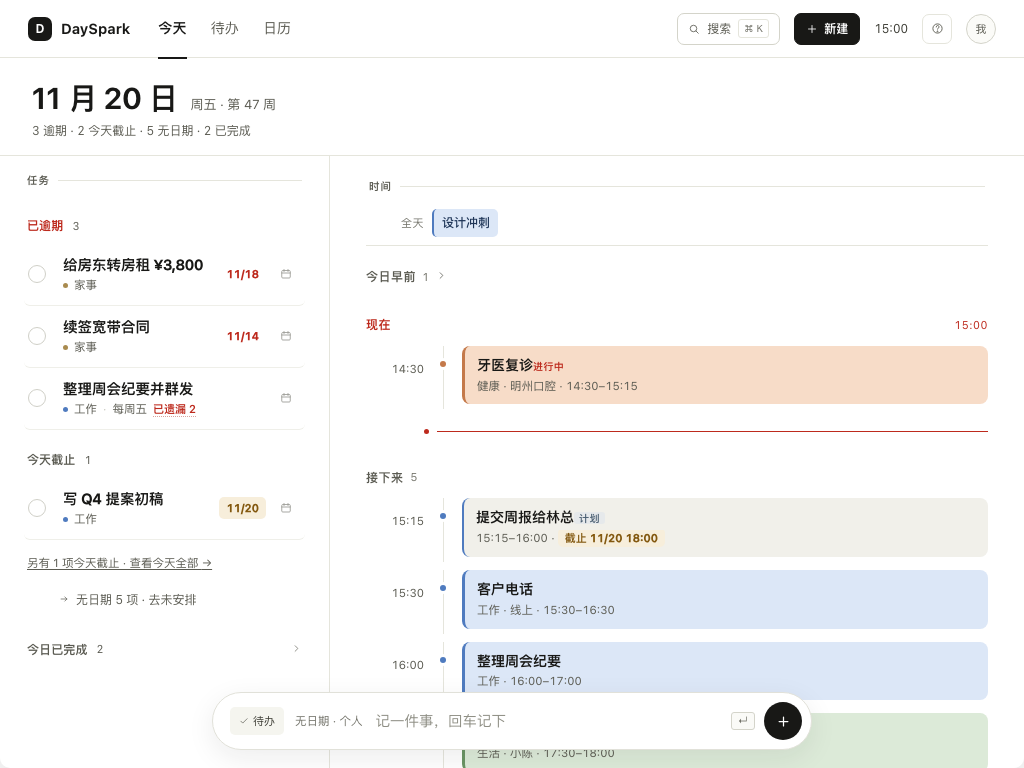 D DaySpark 今天 待办 日历 搜索 ⌘ K + 新建 15:00 我
11 月 20 日 周五 · 第 47 周
3 逾期 · 2 今天截止 · 5 无日期 · 2 已完成
任务
已逾期 3
给房东转房租 ¥3,800
家事
11/18
续签宽带合同
家事
11/14
整理周会纪要并群发
工作 · 每周五 已遗漏 2
今天截止 1
写 Q4 提案初稿
工作
11/20
另有 1 项今天截止 · 查看今天全部 →
→ 无日期 5 项 · 去未安排
今日已完成 2
时间
全天 设计冲刺
今日早前 1
现在 15:00
14:30
牙医复诊进行中
健康 · 明州口腔 · 14:30–15:15
接下来 5
15:15
提交周报给林总 计划
15:15–16:00 · 截止 11/20 18:00
15:30
客户电话
工作 · 线上 · 15:30–16:30
16:00
整理周会纪要
工作 · 16:00–17:00
生活 · 小陈 · 17:30–18:00
待办 无日期 · 个人 记一件事，回车记下